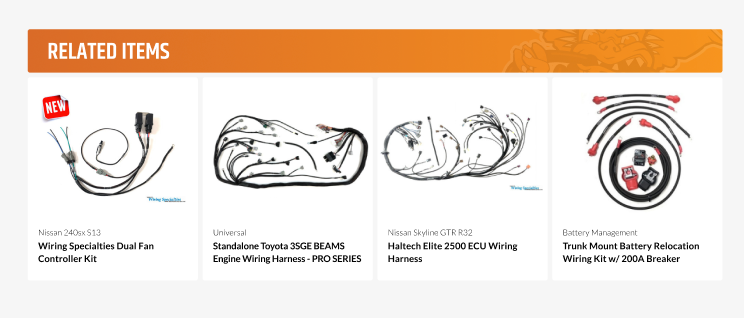 RELATED ITEMS
NEW
Wiring Specialties
Wiring Specialties
Nissan 240sx S13
Wiring Specialties Dual Fan
Controller Kit
Universal
Standalone Toyota 3SGE BEAMS
Engine Wiring Harness - PRO SERIES
Nissan Skyline GTR R32
Haltech Elite 2500 ECU Wiring
Harness
Battery Management
Trunk Mount Battery Relocation
Wiring Kit w/ 200A Breaker